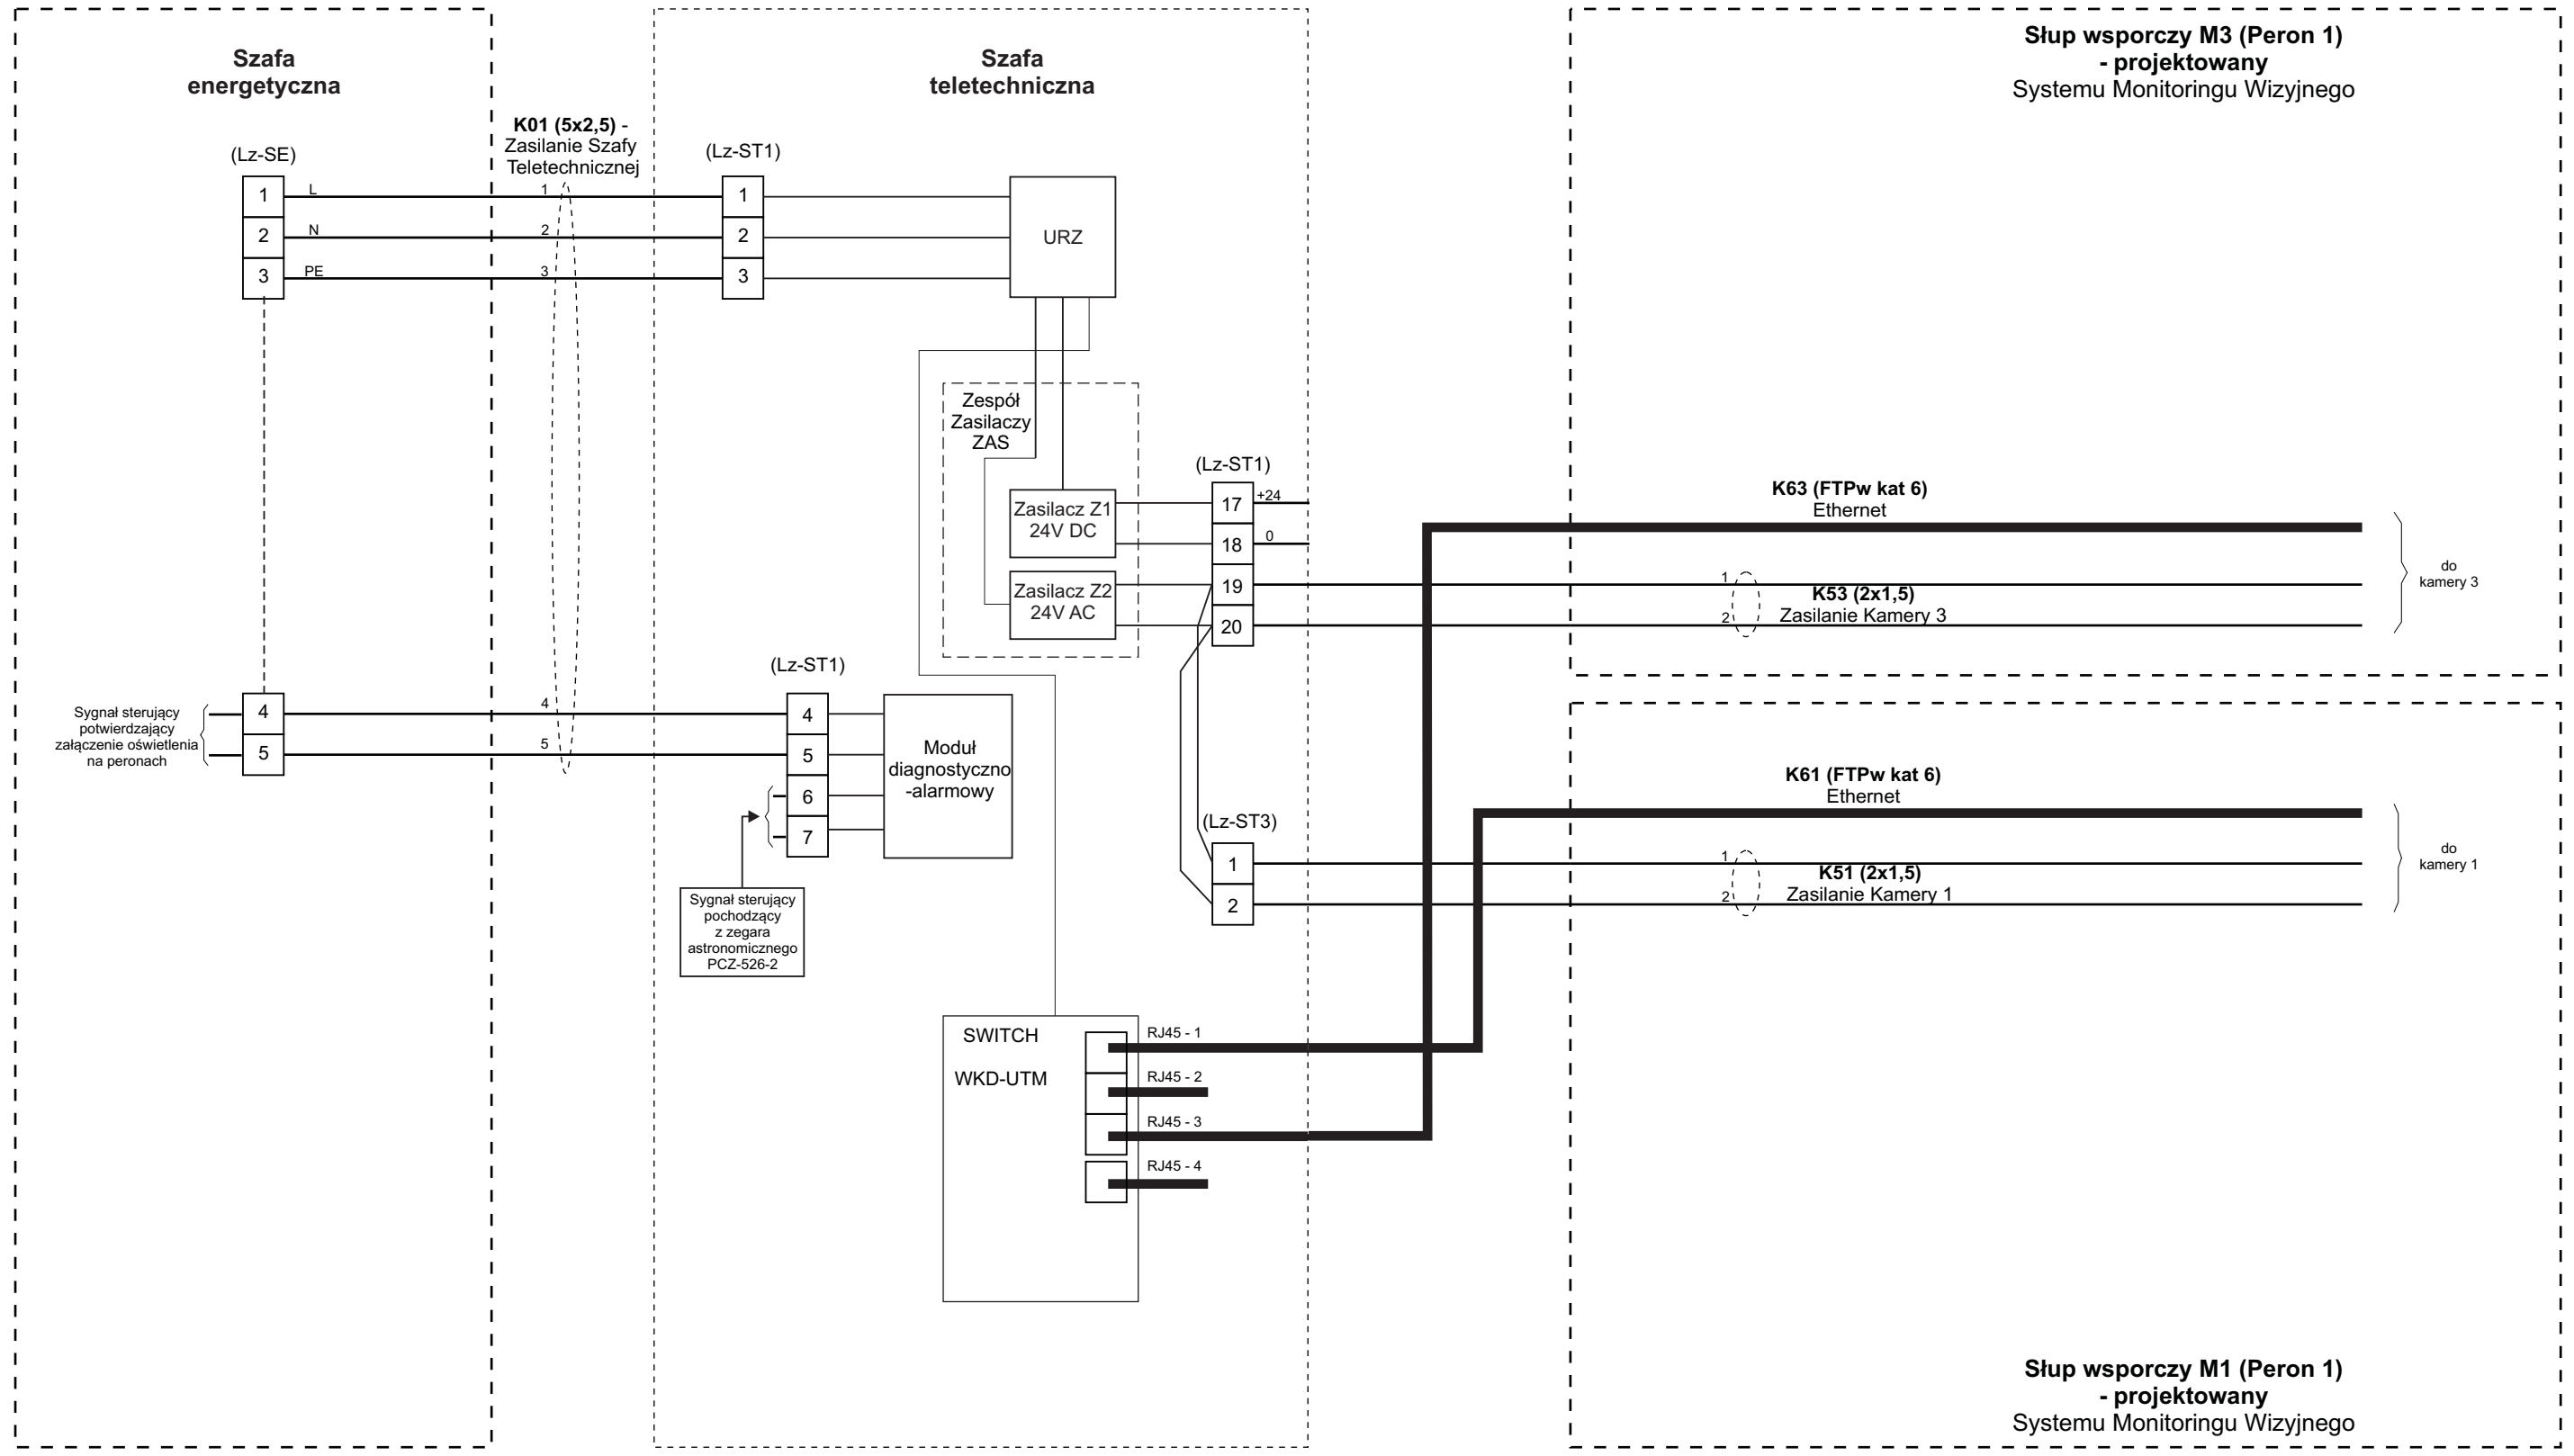 Szafa
energetyczna
(Lz-SE)
1
2
3
L
N
PE
K01 (5x2,5) -
Zasilanie Szafy
Teletechnicznej
1
2
3
Sygnał sterujący
potwierdzający
załączenie oświetlenia
na peronach
4
5
4
5
Szafa
teletechniczna
(Lz-ST1)
1
2
3
URZ
Zespół
Zasilaczy
ZAS
Zasilacz Z1
24V DC
Zasilacz Z2
24V AC
(Lz-ST1)
17
18
19
20
+24
0
(Lz-ST1)
4
5
6
7
Moduł
diagnostyczno
-alarmowy
Sygnał sterujący
pochodzący
z zegara
astronomicznego
PCZ-526-2
(Lz-ST3)
1
2
SWITCH
WKD-UTM
RJ45 - 1
RJ45 - 2
RJ45 - 3
RJ45 - 4
Słup wsporczy M3 (Peron 1)
- projektowany
Systemu Monitoringu Wizyjnego
K63 (FTPw kat 6)
Ethernet
1
K53 (2x1,5)
2
Zasilanie Kamery 3
do
kamery 3
K61 (FTPw kat 6)
Ethernet
1
K51 (2x1,5)
2
Zasilanie Kamery 1
do
kamery 1
Słup wsporczy M1 (Peron 1)
- projektowany
Systemu Monitoringu Wizyjnego